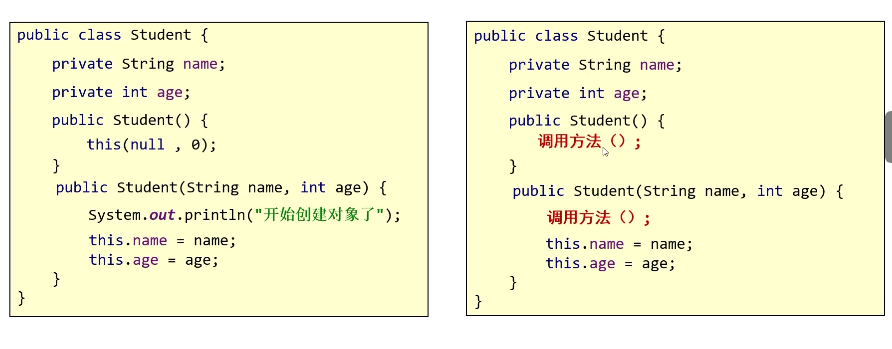 public class Student {
private String name;
private int age;
public Student() {
this(null , 0);
}
public Student(String name, int age) {
System.out.println("开始创建对象了");
this.name = name;
this.age = age;
}
}
public class Student {
private String name;
private int age;
public Student() {
调用方法（）;
}
public Student(String name, int age) {
调用方法（）;
this.name = name;
this.age = age;
}
}